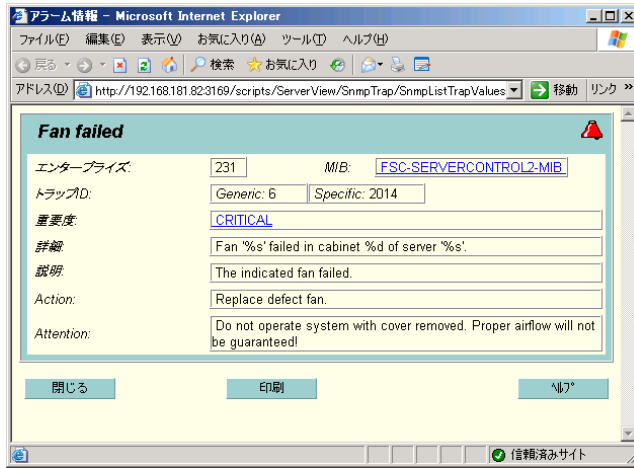 アラーム情報 - Microsoft Internet Explorer
ファイル(F) 編集(E) 表示(V) お気に入り(A) ツール(T) ヘルプ(H)
戻る 検索 お気に入り
アドレス(D) http://192.168.181.82:3169/scripts/ServerView/SnmpTrap/SnmpListTrapValues 移動 リンク »
Fan failed
エンタープライズ: 231 MIB: FSC-SERVERCONTROL2-MIB
トラップID: Generic: 6 Specific: 2014
重要度: CRITICAL
詳細: Fan '%s' failed in cabinet %d of server '%s'.
説明: The indicated fan failed.
Action: Replace defect fan.
Attention: Do not operate system with cover removed. Proper airflow will not
be guaranteed!
閉じる 印刷 ヘルプ
信頼済みサイト